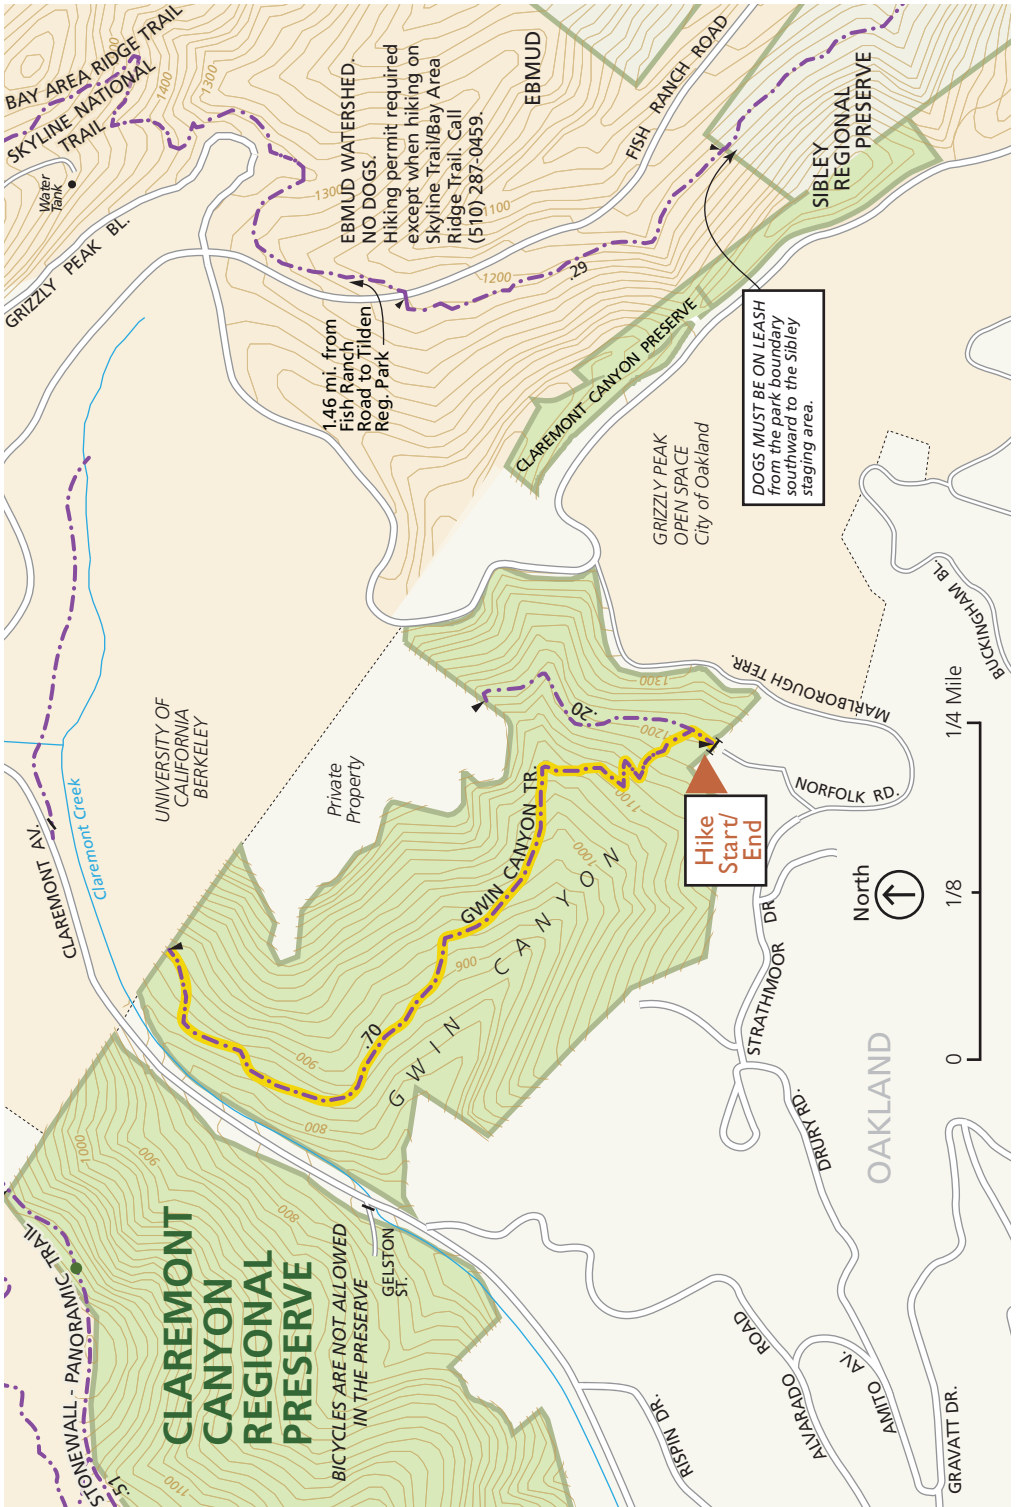 BAY AREA RIDGE TRAIL
SKYLINE NATIONAL
TRAIL
1400
1300
Water
Tank
GRIZZLY PEAK BL.
1300
EBMUD WATERSHED.
NO DOGS.
Hiking permit required
except when hiking on
Skyline Trail/Bay Area
Ridge Trail. Call
(510) 287-0459.
EBMUD
FISH RANCH ROAD
1100
1200
.29
SIBLEY
REGIONAL
PRESERVE
1.46 mi. from
Fish Ranch
Road to Tilden
Reg. Park
CLAREMONT CANYON PRESERVE
DOGS MUST BE ON LEASH
from the park boundary
southward to the Sibley
staging area.
GRIZZLY PEAK
OPEN SPACE
City of Oakland
BUCKINGHAM BL.
MARLBOROUGH TERR.
1300
1200
.20
1100
UNIVERSITY OF
CALIFORNIA
BERKELEY
Private
Property
CLAREMONT AV.
Claremont Creek
GWIN CANYON TR.
1000
900
.70
GWIN CANYON
900
800
Hike
Start/
End
NORFOLK RD.
STRATHMOOR DR
North
0 1/8 1/4 Mile
OAKLAND
DRURY RD.
1000
900
800
STONEWALL - PANORAMIC TRAIL
.51
1100
CLAREMONT
CANYON
REGIONAL
PRESERVE
BICYCLES ARE NOT ALLOWED
IN THE PRESERVE
GELSTON
ST.
ALVARADO ROAD
AMITO AV.
RISPIN DR.
GRAVATT DR.